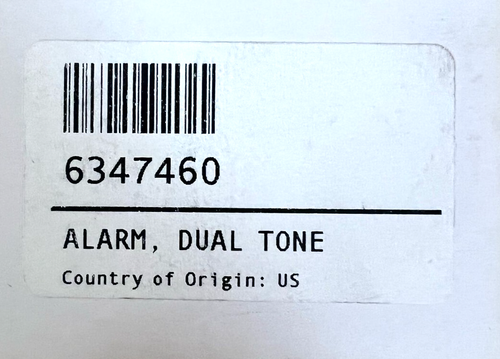 6347460
ALARM, DUAL TONE
Country of Origin: US